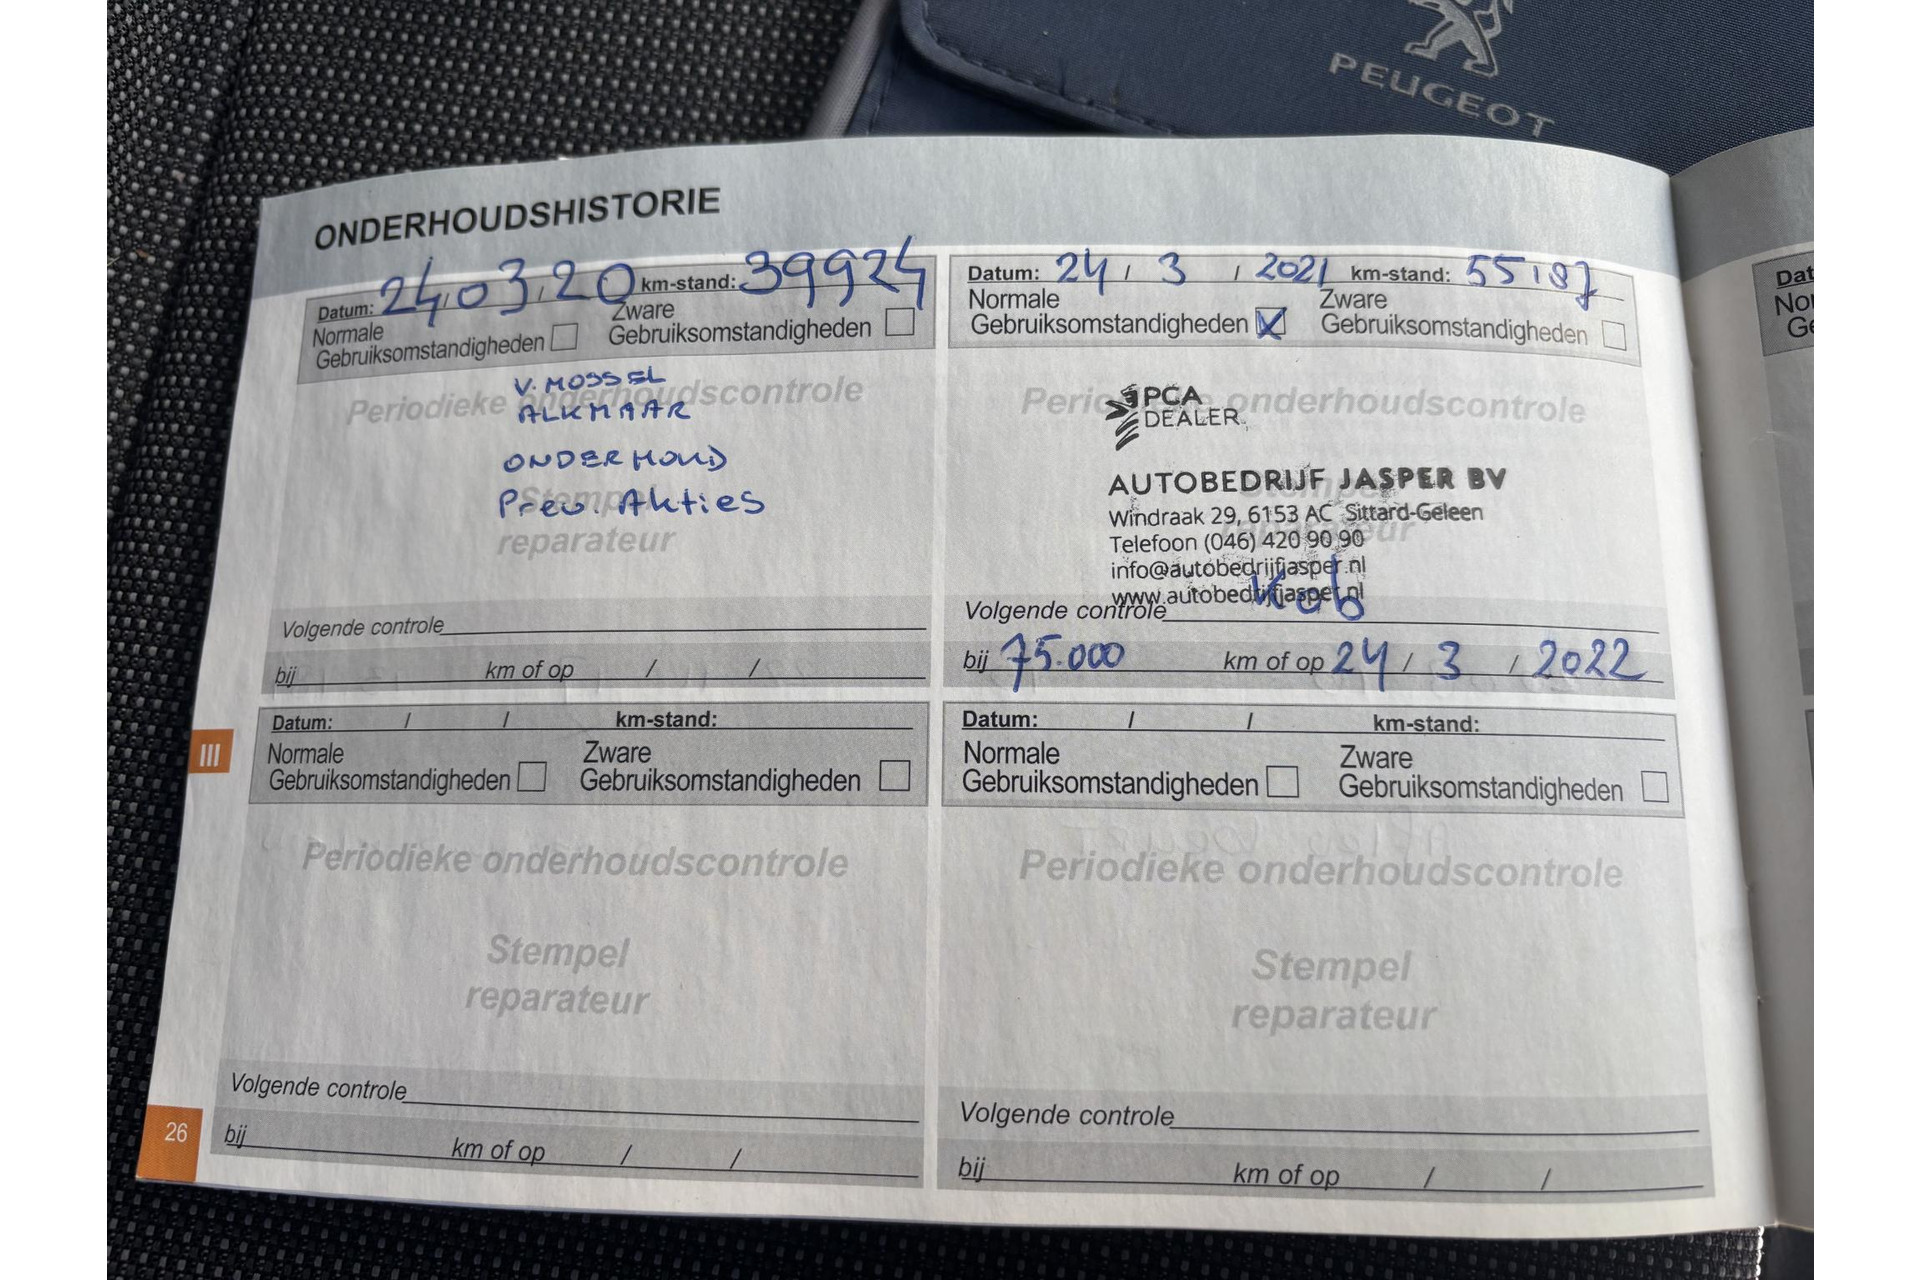 PEUGEOT
ONDERHOUDSHISTORIE
Datum: 24/03/20 km-stand: 39924
Normale
Gebruiksomstandigheden
Zware
Gebruiksomstandigheden
Periodieke onderhoudscontrole
V. MOSSEL
ALKMAAR
ONDERHOUD
Prev. Akties
Stempel
reparateur
Volgende controle
bij km of op / /
Datum: 24 / 3 / 2021 km-stand: 55187
Normale
Gebruiksomstandigheden
Zware
Gebruiksomstandigheden
Periodieke onderhoudscontrole
PCA
DEALER
AUTOBEDRIJF JASPER BV
Windraak 29, 6153 AC Sittard-Geleen
Telefoon (046) 420 90 90
info@autobedrijfjasper.nl
www.autobedrijfjasper.nl
Volgende controle
bij 75.000 km of op 24 / 3 / 2022
III
Datum: / / km-stand:
Normale
Gebruiksomstandigheden
Zware
Gebruiksomstandigheden
Periodieke onderhoudscontrole
Stempel
reparateur
Volgende controle
bij km of op / /
Datum: / / km-stand:
Normale
Gebruiksomstandigheden
Zware
Gebruiksomstandigheden
Periodieke onderhoudscontrole
Stempel
reparateur
Volgende controle
bij km of op / /
26